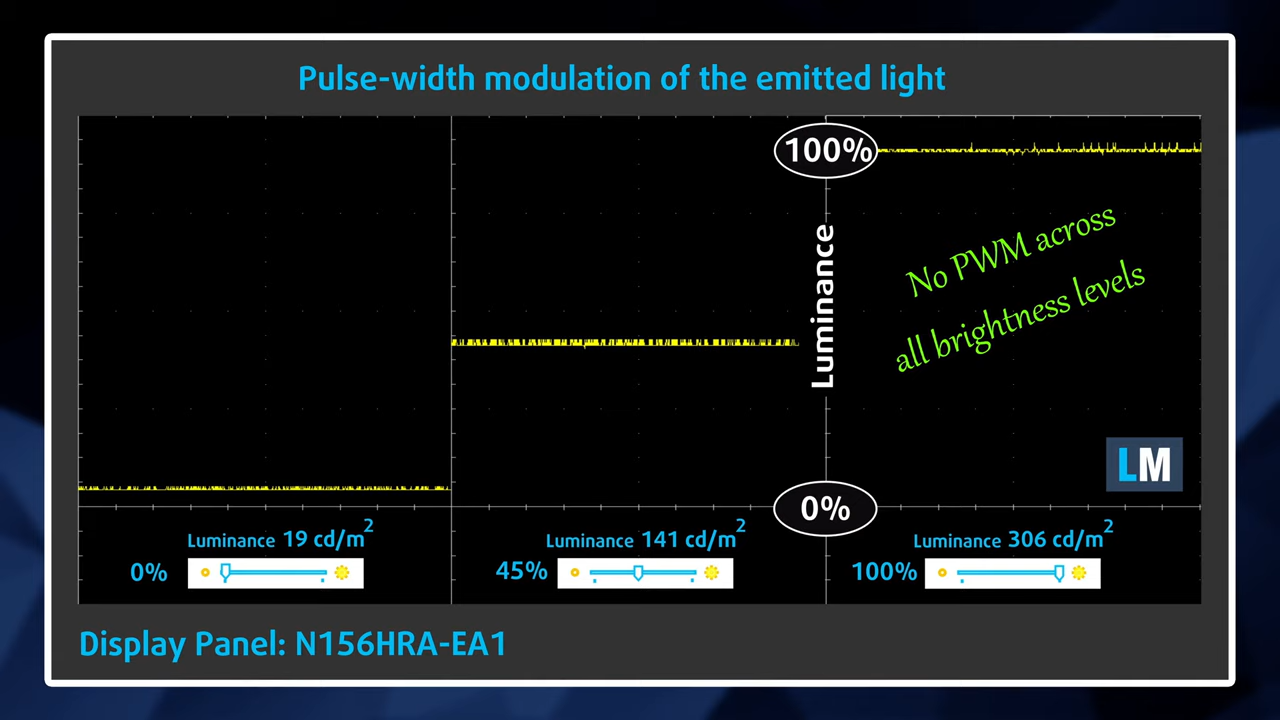 Pulse-width modulation of the emitted light
100%
Luminance
No PWM across
all brightness levels
LM
0%
Luminance 19 cd/m²
Luminance 141 cd/m²
Luminance 306 cd/m²
0%
45%
100%
Display Panel: N156HRA-EA1